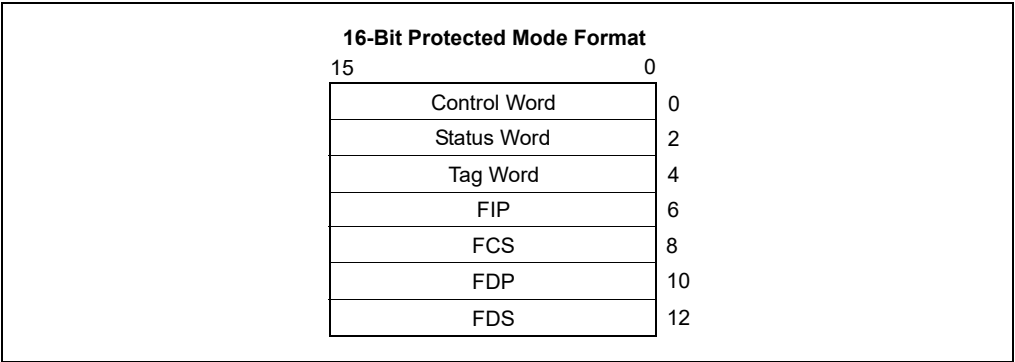 16-Bit Protected Mode Format
15 0
Control Word 0
Status Word 2
Tag Word 4
FIP 6
FCS 8
FDP 10
FDS 12